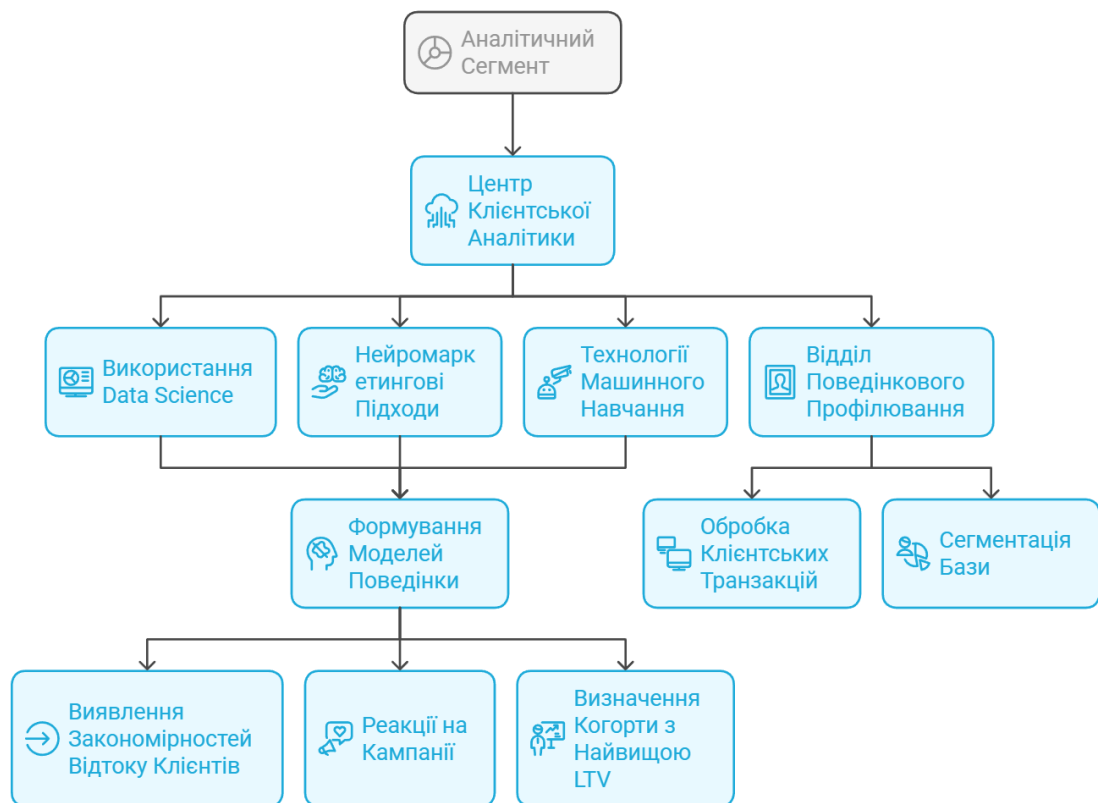 Аналітичний
Сегмент
Центр
Клієнтської
Аналітики
Використання
Data Science
Нейромарк
етингові
Підходи
Технології
Машинного
Навчання
Відділ
Поведінкового
Профілювання
Формування
Моделей
Поведінки
Обробка
Клієнтських
Транзакцій
Сегментація
Бази
Виявлення
Закономірностей
Відтоку Клієнтів
Реакції на
Кампанії
Визначення
Когорти з
Найвищою
LTV